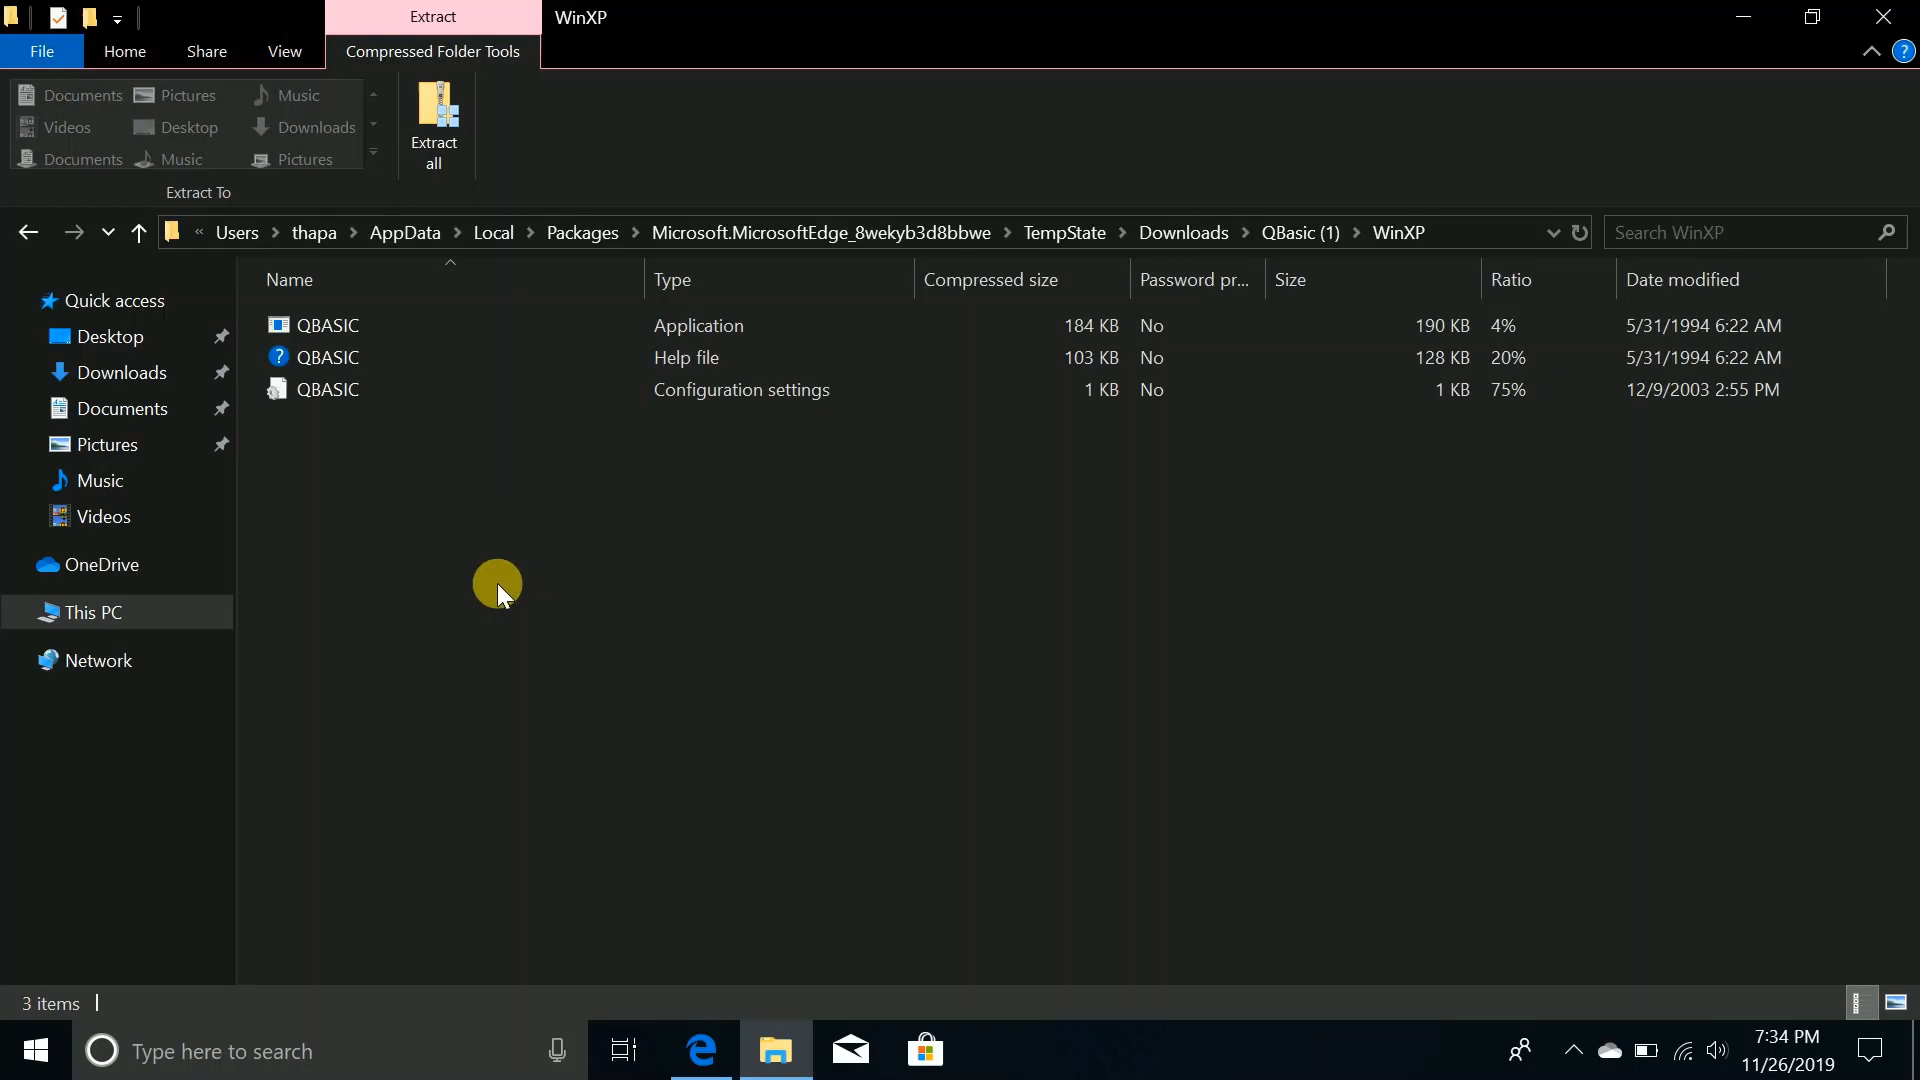 Extract
WinXP
File Home Share View Compressed Folder Tools
Documents Pictures Music
Videos Desktop Downloads
Documents Music Pictures
Extract all
Extract To
« Users > thapa > AppData > Local > Packages > Microsoft.MicrosoftEdge_8wekyb3d8bbwe > TempState > Downloads > QBasic (1) > WinXP
Search WinXP
Name Type Compressed size Password pr... Size Ratio Date modified
QBASIC Application 184 KB No 190 KB 4% 5/31/1994 6:22 AM
QBASIC Help file 103 KB No 128 KB 20% 5/31/1994 6:22 AM
QBASIC Configuration settings 1 KB No 1 KB 75% 12/9/2003 2:55 PM
Quick access
Desktop
Downloads
Documents
Pictures
Music
Videos
OneDrive
This PC
Network
3 items
Type here to search
7:34 PM
11/26/2019